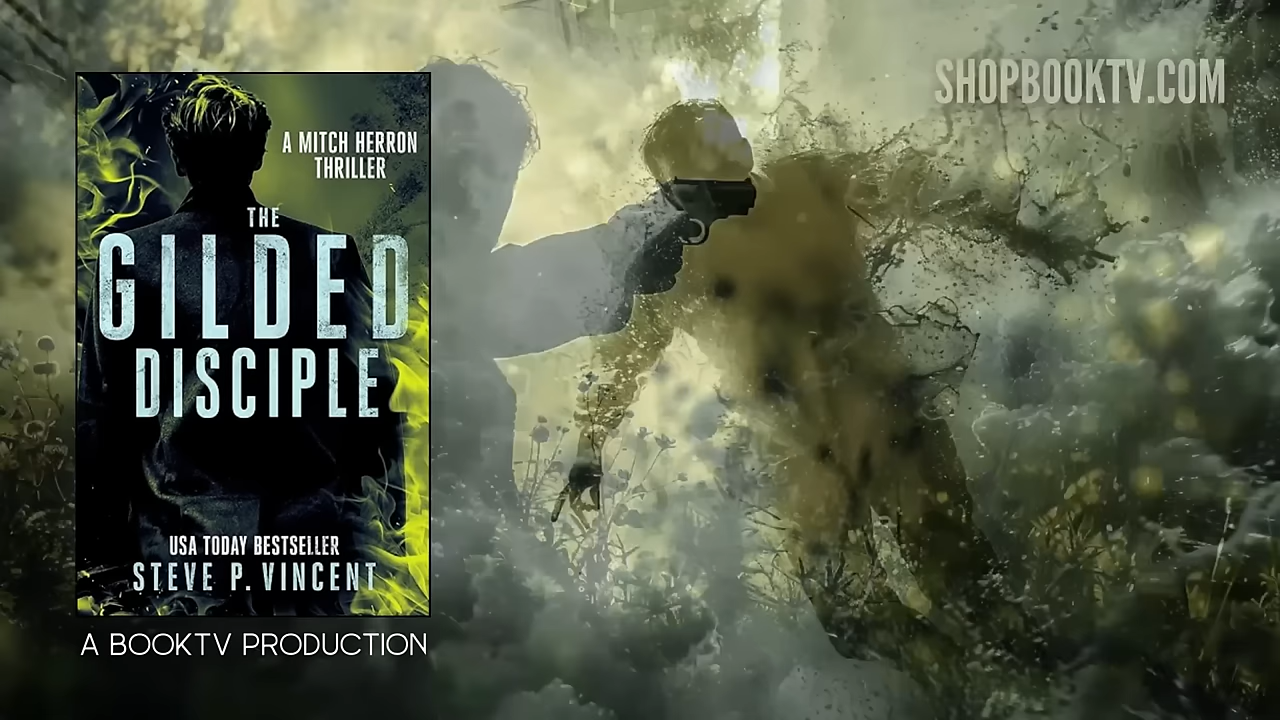 SHOPBOOKTV.COM
A MITCH HERRON
THRILLER
THE
GILDED
DISCIPLE
USA TODAY BESTSELLER
STEVE P. VINCENT
A BOOKTV PRODUCTION